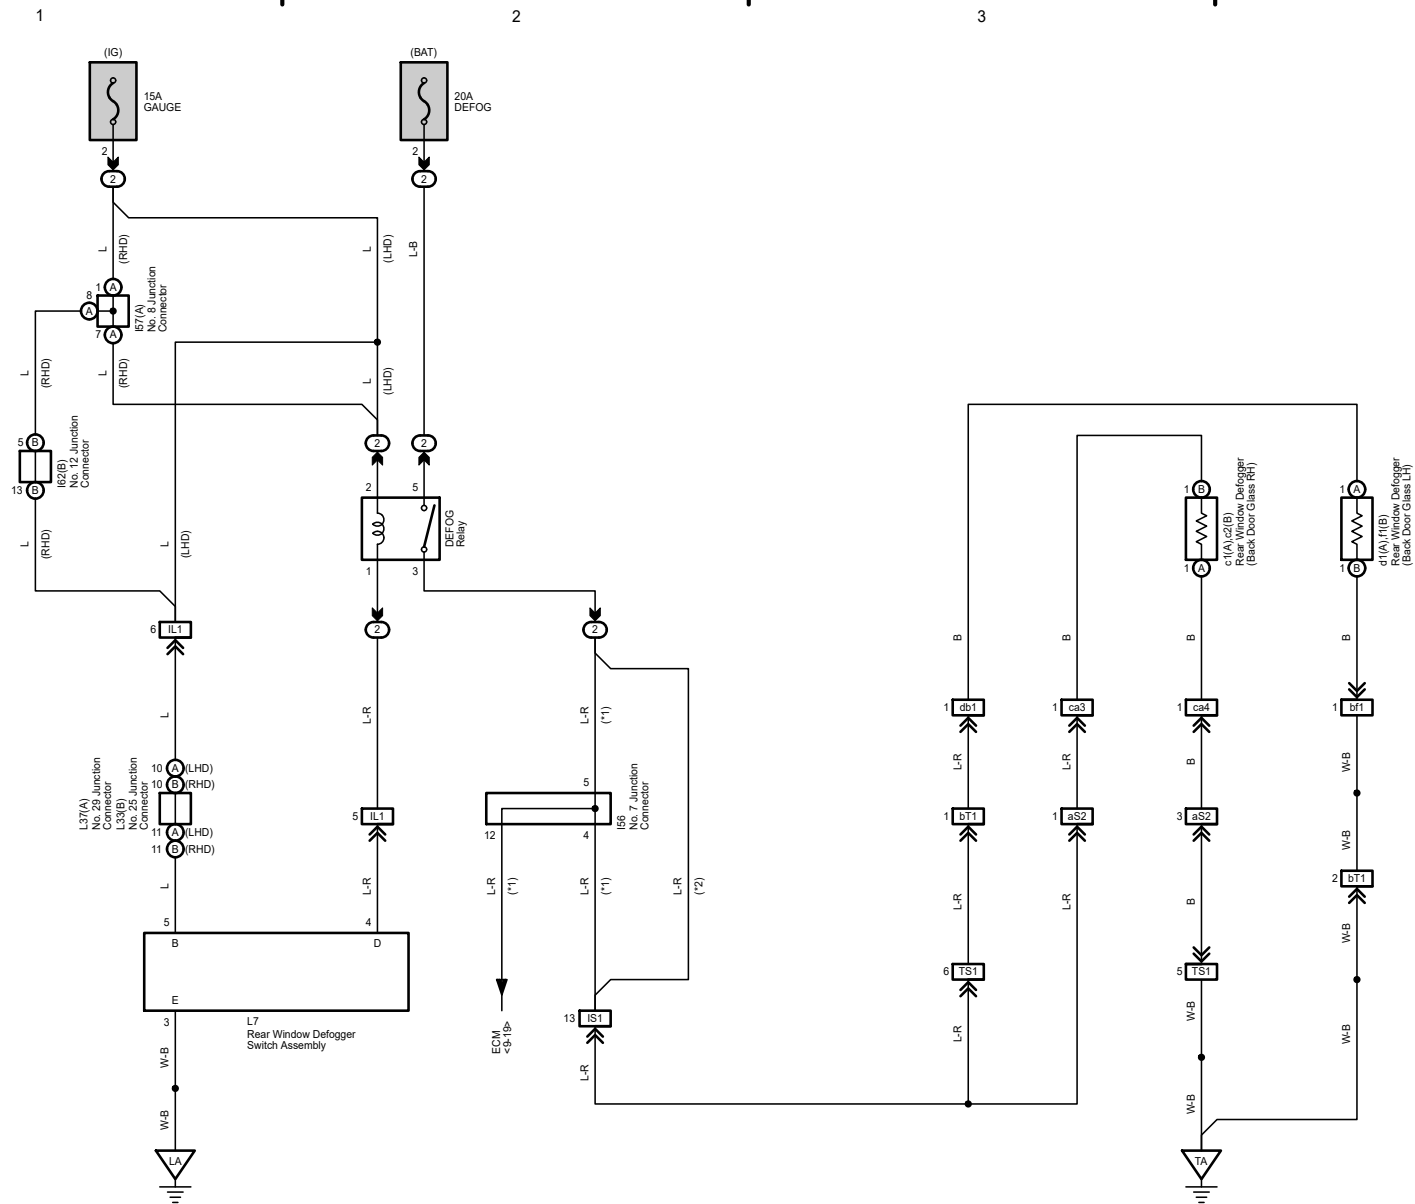 1
2
3
(IG)
(BAT)
15A
GAUGE
20A
DEFOG
2
2
2
2
L
(RHD)
L
(LHD)
L-B
1
A
8
A
7
A
I57(A)
No. 8 Junction
Connector
L
(RHD)
L
(RHD)
L
(LHD)
5
B
13
B
I62(B)
No. 12 Junction
Connector
2
2
2
5
DEFOG
Relay
1
3
L
(RHD)
L
(LHD)
1
B
1
A
c1(A),c2(B)
Rear Window Defogger
(Back Door Glass RH)
1
A
1
B
d1(A),f1(B)
Rear Window Defogger
(Back Door Glass LH)
6
IL1
2
2
B
B
B
B
L
L-R
L-R
(*1)
1
db1
1
ca3
1
ca4
1
bf1
L-R
L-R
B
W-B
10
A
(LHD)
10
B
(RHD)
11
A
(LHD)
11
B
(RHD)
L37(A)
No. 29 Junction
Connector
L33(B)
No. 25 Junction
Connector
5
IL1
5
12
4
I56
No. 7 Junction
Connector
1
bT1
1
aS2
3
aS2
W-B
2
bT1
L
L-R
L-R
(*1)
L-R
(*1)
L-R
(*2)
L-R
L-R
B
W-B
5
4
B
D
E
3
L7
Rear Window Defogger
Switch Assembly
6
TS1
5
TS1
W-B
ECM
<9-19>
13
IS1
L-R
L-R
W-B
W-B
W-B
W-B
LA
TA